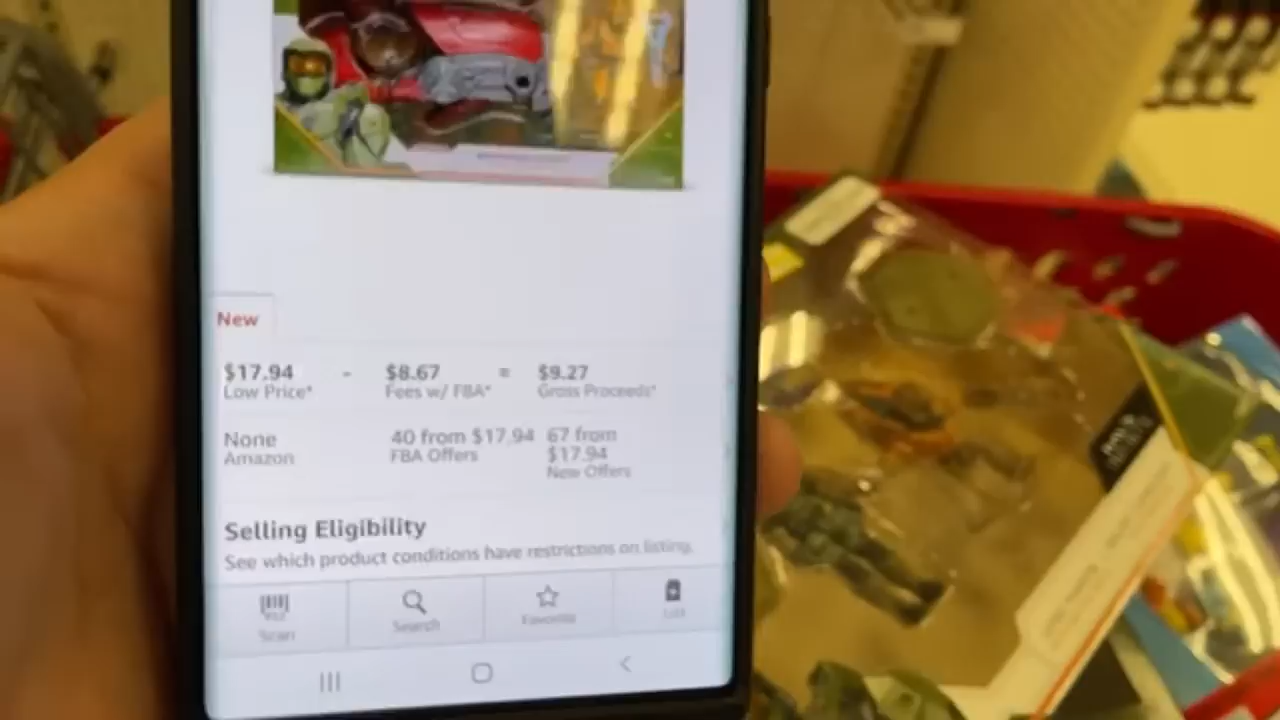 New
$17.94 - $8.67 = $9.27
Low Price* Fees w/ FBA* Gross Proceeds*
None 40 from $17.94 67 from
Amazon FBA Offers $17.94
New Offers
Selling Eligibility
See which product conditions have restrictions on listing.
Scan Search Favorite List